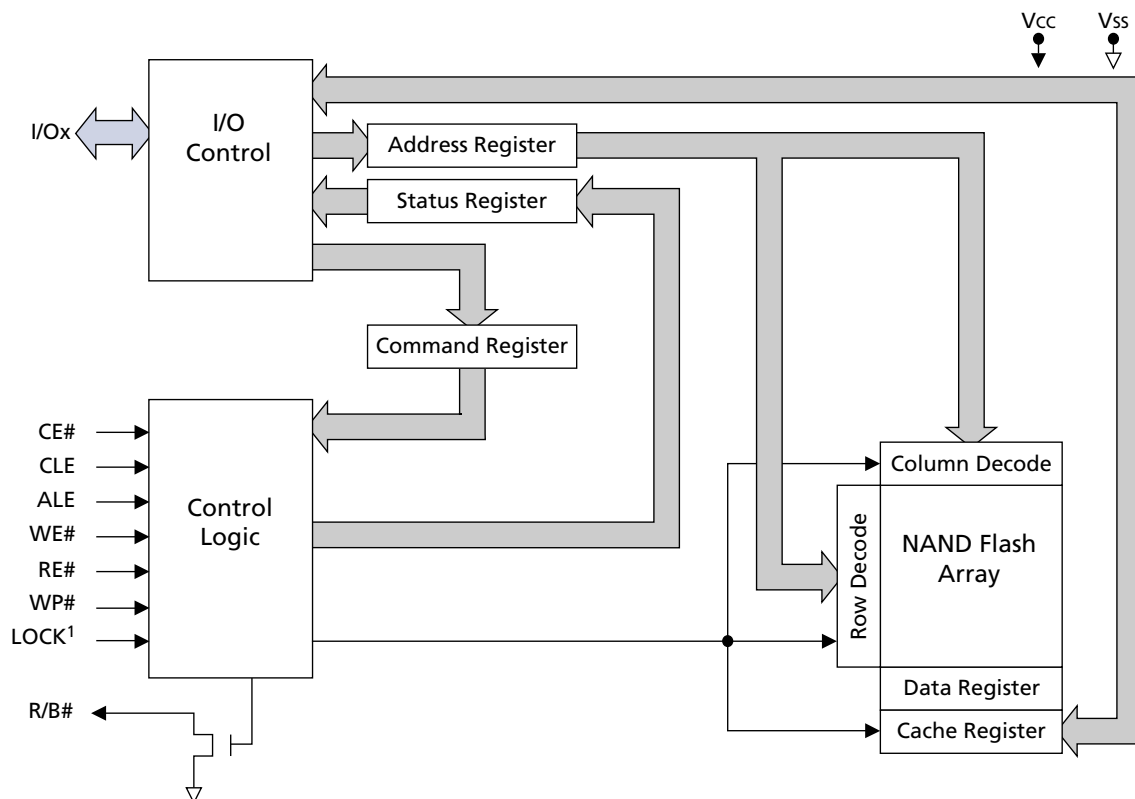 Vcc Vss
I/Ox
I/O
Control
Address Register
Status Register
Command Register
CE#
CLE
ALE
WE#
RE#
WP#
LOCK¹
R/B#
Control
Logic
Column Decode
Row Decode
NAND Flash
Array
Data Register
Cache Register